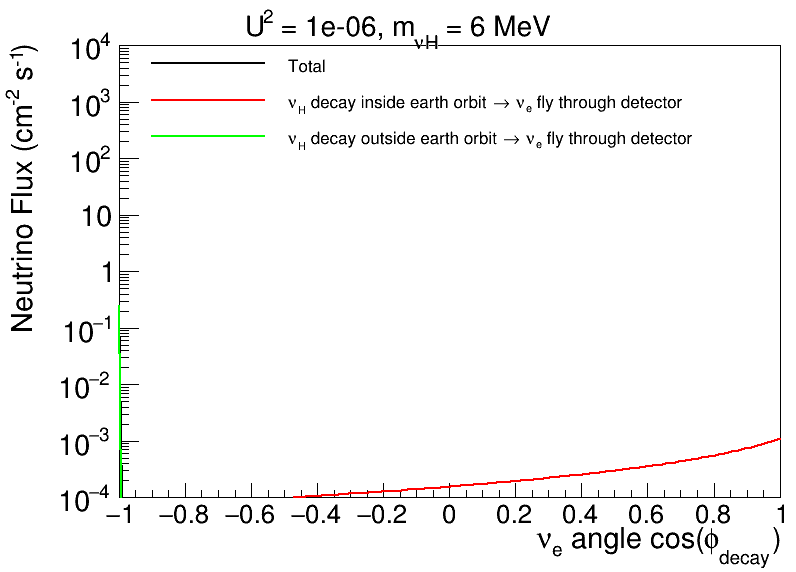 U² = 1e-06, m_νH = 6 MeV
Neutrino Flux (cm⁻² s⁻¹)
Total
ν_H decay inside earth orbit → ν_e fly through detector
ν_H decay outside earth orbit → ν_e fly through detector
10⁴
10³
10²
10
1
10⁻¹
10⁻²
10⁻³
10⁻⁴
−1 −0.8 −0.6 −0.4 −0.2 0 0.2 0.4 0.6 0.8 1
ν_e angle cos(ϕ_decay)